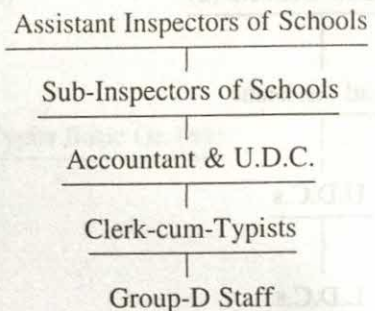 Assistant Inspectors of Schools
Sub-Inspectors of Schools
Accountant & U.D.C.
Clerk-cum-Typists
Group-D Staff